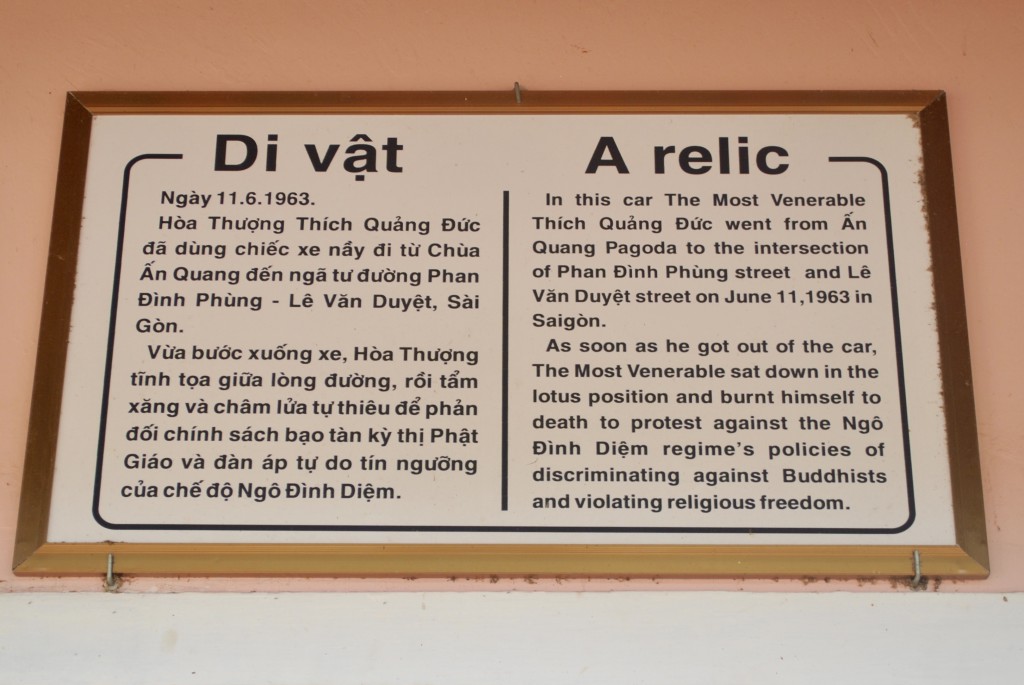 Di vật
Ngày 11.6.1963.
Hòa Thượng Thích Quảng Đức
đã dùng chiếc xe nầy đi từ Chùa
Ấn Quang đến ngã tư đường Phan
Đình Phùng - Lê Văn Duyệt, Sài
Gòn.
Vừa bước xuống xe, Hòa Thượng
tĩnh tọa giữa lòng đường, rồi tẩm
xăng và châm lửa tự thiêu để phản
đối chính sách bạo tàn kỳ thị Phật
Giáo và đàn áp tự do tín ngưỡng
của chế độ Ngô Đình Diệm.
A relic
In this car The Most Venerable
Thích Quảng Đức went from Ấn
Quang Pagoda to the intersection
of Phan Đình Phùng street and Lê
Văn Duyệt street on June 11,1963 in
Saigòn.
As soon as he got out of the car,
The Most Venerable sat down in the
lotus position and burnt himself to
death to protest against the Ngô
Đình Diệm regime's policies of
discriminating against Buddhists
and violating religious freedom.